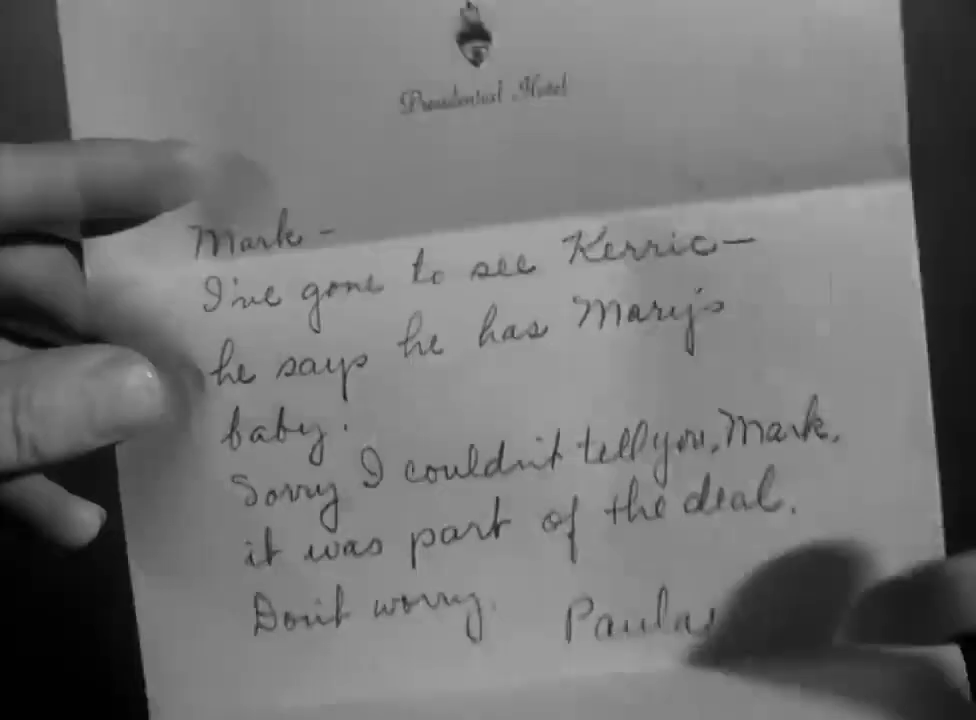 Presidential Hotel
Mark -
I've gone to see Kerric—
he says he has Mary's
baby.
Sorry I couldn't tell you, Mark,
it was part of the deal.
Don't worry. Paula